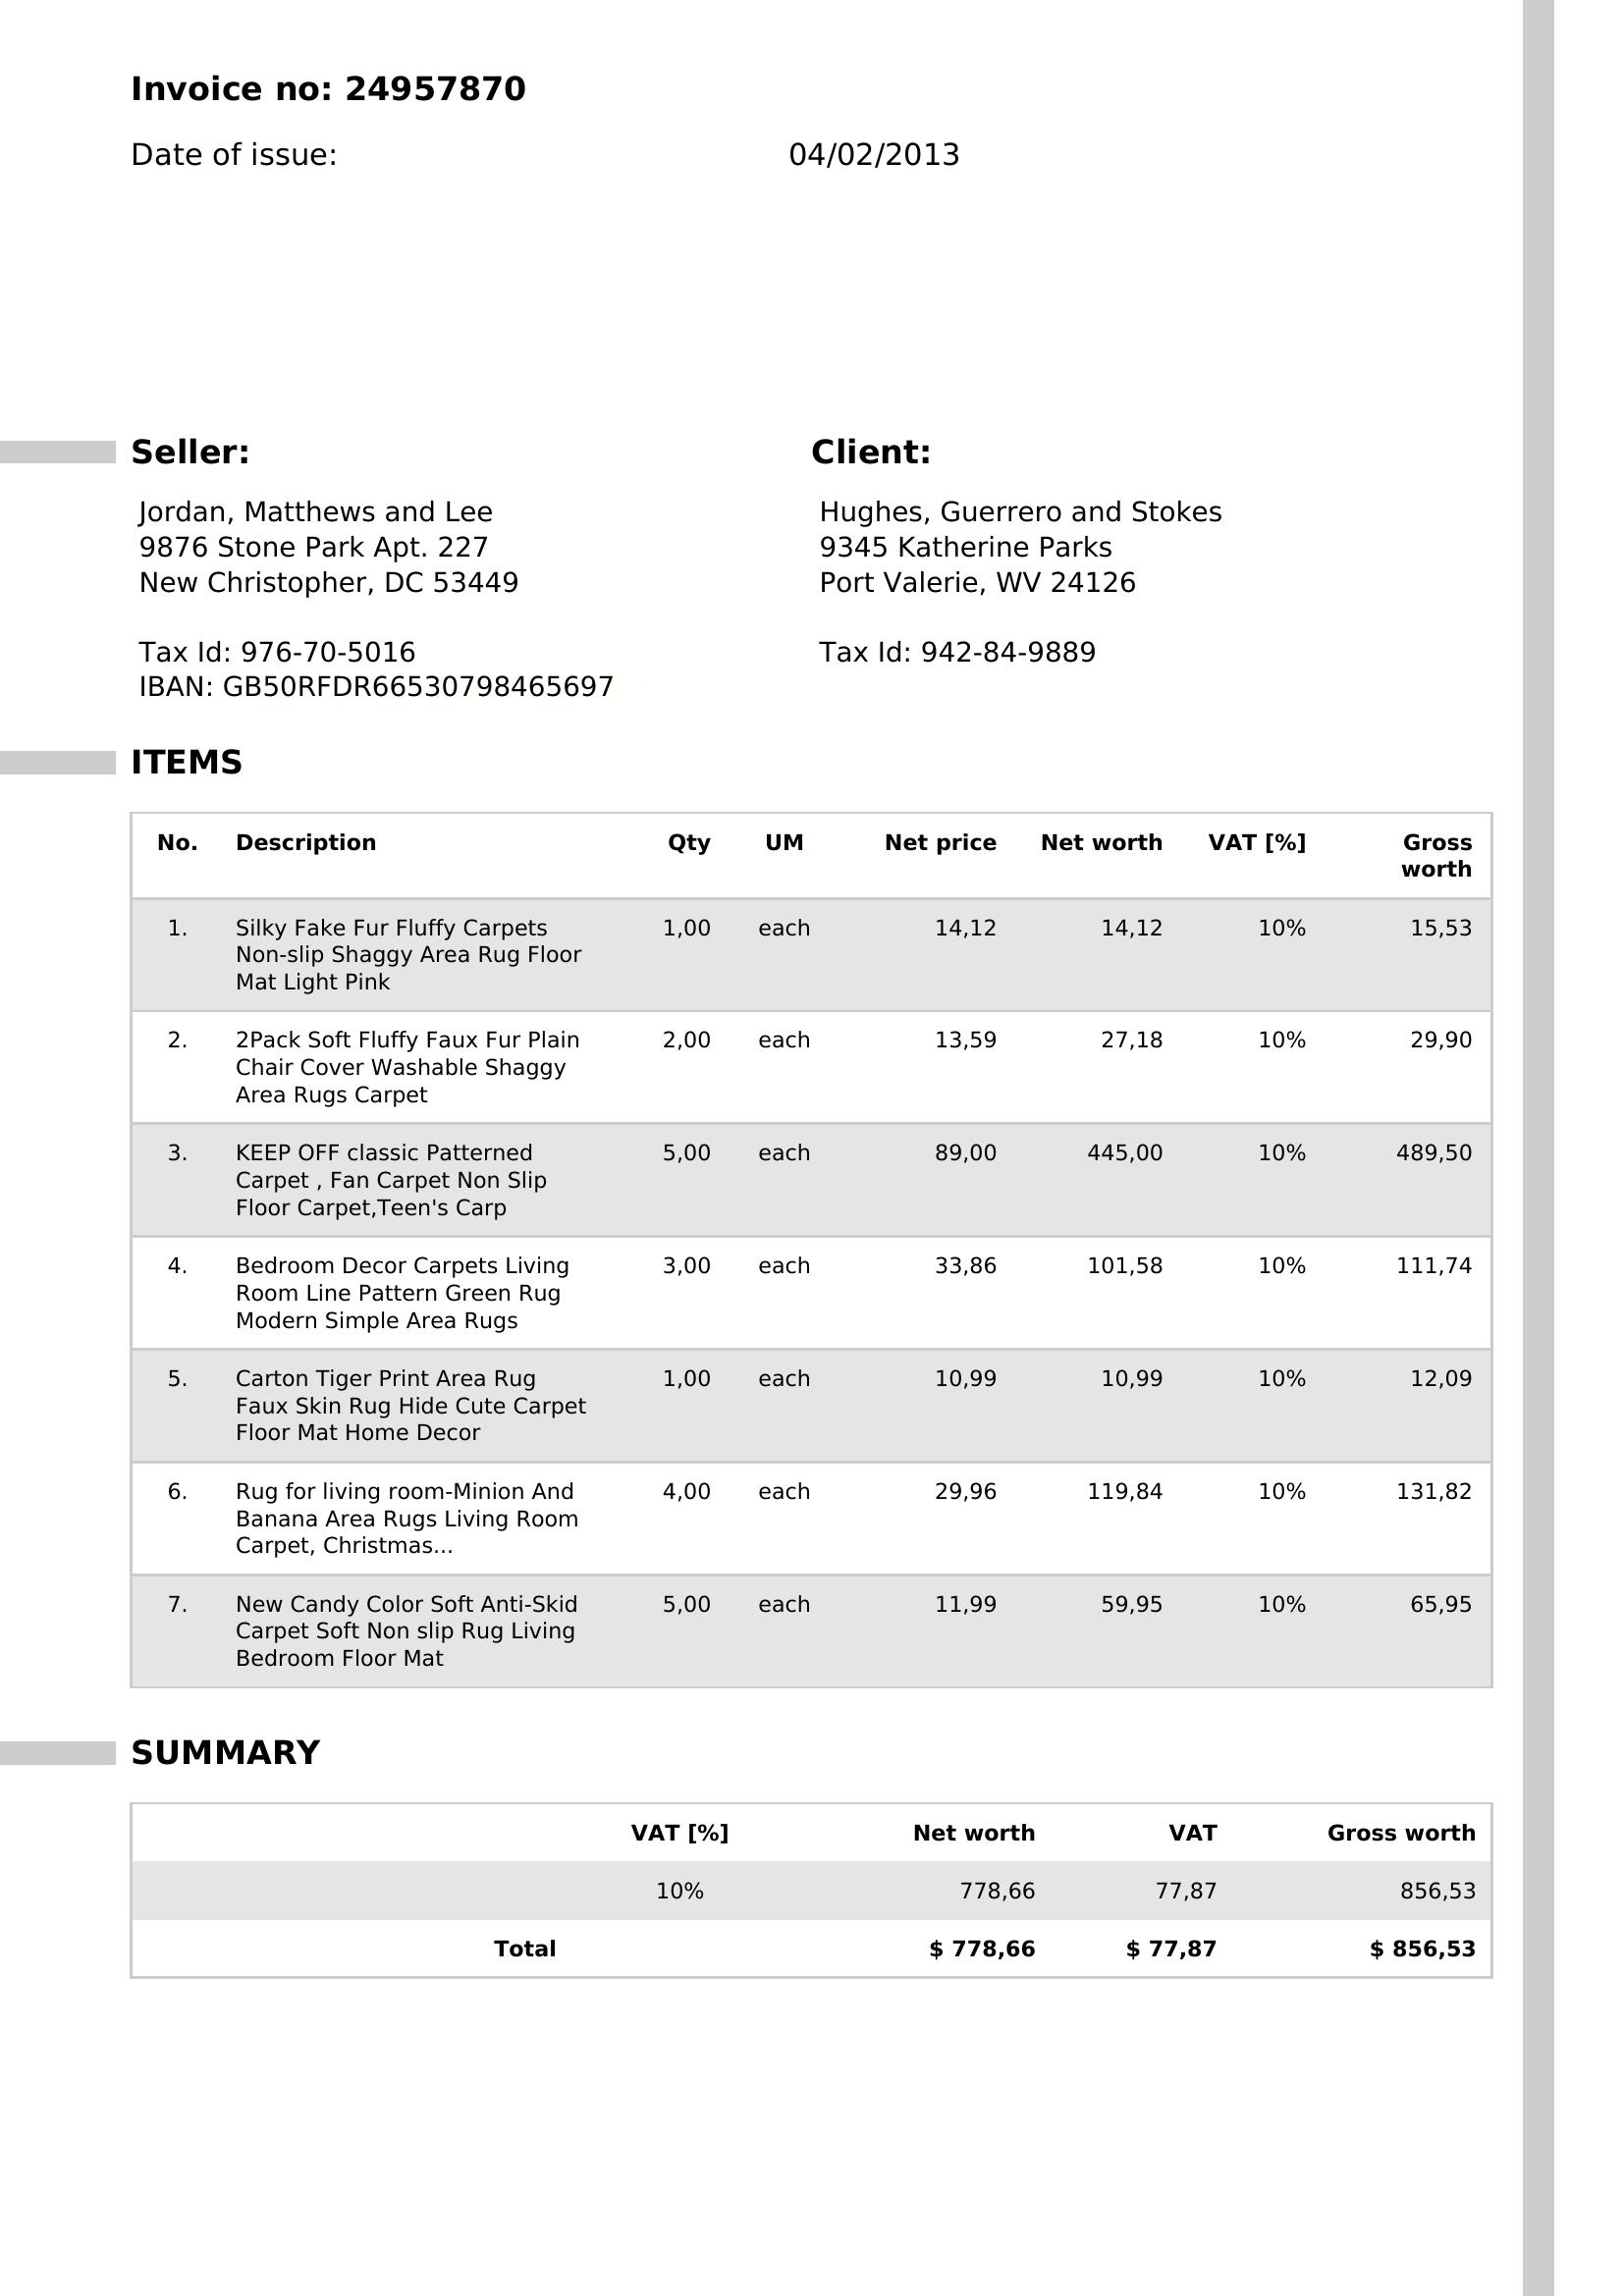 Invoice no: 24957870
Date of issue: 04/02/2013
Seller:
Jordan, Matthews and Lee
9876 Stone Park Apt. 227
New Christopher, DC 53449
Tax Id: 976-70-5016
IBAN: GB50RFDR66530798465697
Client:
Hughes, Guerrero and Stokes
9345 Katherine Parks
Port Valerie, WV 24126
Tax Id: 942-84-9889
ITEMS
No. Description Qty UM Net price Net worth VAT [%] Gross
worth
1. Silky Fake Fur Fluffy Carpets 1,00 each 14,12 14,12 10% 15,53
Non-slip Shaggy Area Rug Floor
Mat Light Pink
2. 2Pack Soft Fluffy Faux Fur Plain 2,00 each 13,59 27,18 10% 29,90
Chair Cover Washable Shaggy
Area Rugs Carpet
3. KEEP OFF classic Patterned 5,00 each 89,00 445,00 10% 489,50
Carpet , Fan Carpet Non Slip
Floor Carpet,Teen's Carp
4. Bedroom Decor Carpets Living 3,00 each 33,86 101,58 10% 111,74
Room Line Pattern Green Rug
Modern Simple Area Rugs
5. Carton Tiger Print Area Rug 1,00 each 10,99 10,99 10% 12,09
Faux Skin Rug Hide Cute Carpet
Floor Mat Home Decor
6. Rug for living room-Minion And 4,00 each 29,96 119,84 10% 131,82
Banana Area Rugs Living Room
Carpet, Christmas...
7. New Candy Color Soft Anti-Skid 5,00 each 11,99 59,95 10% 65,95
Carpet Soft Non slip Rug Living
Bedroom Floor Mat
SUMMARY
VAT [%] Net worth VAT Gross worth
10% 778,66 77,87 856,53
Total $ 778,66 $ 77,87 $ 856,53